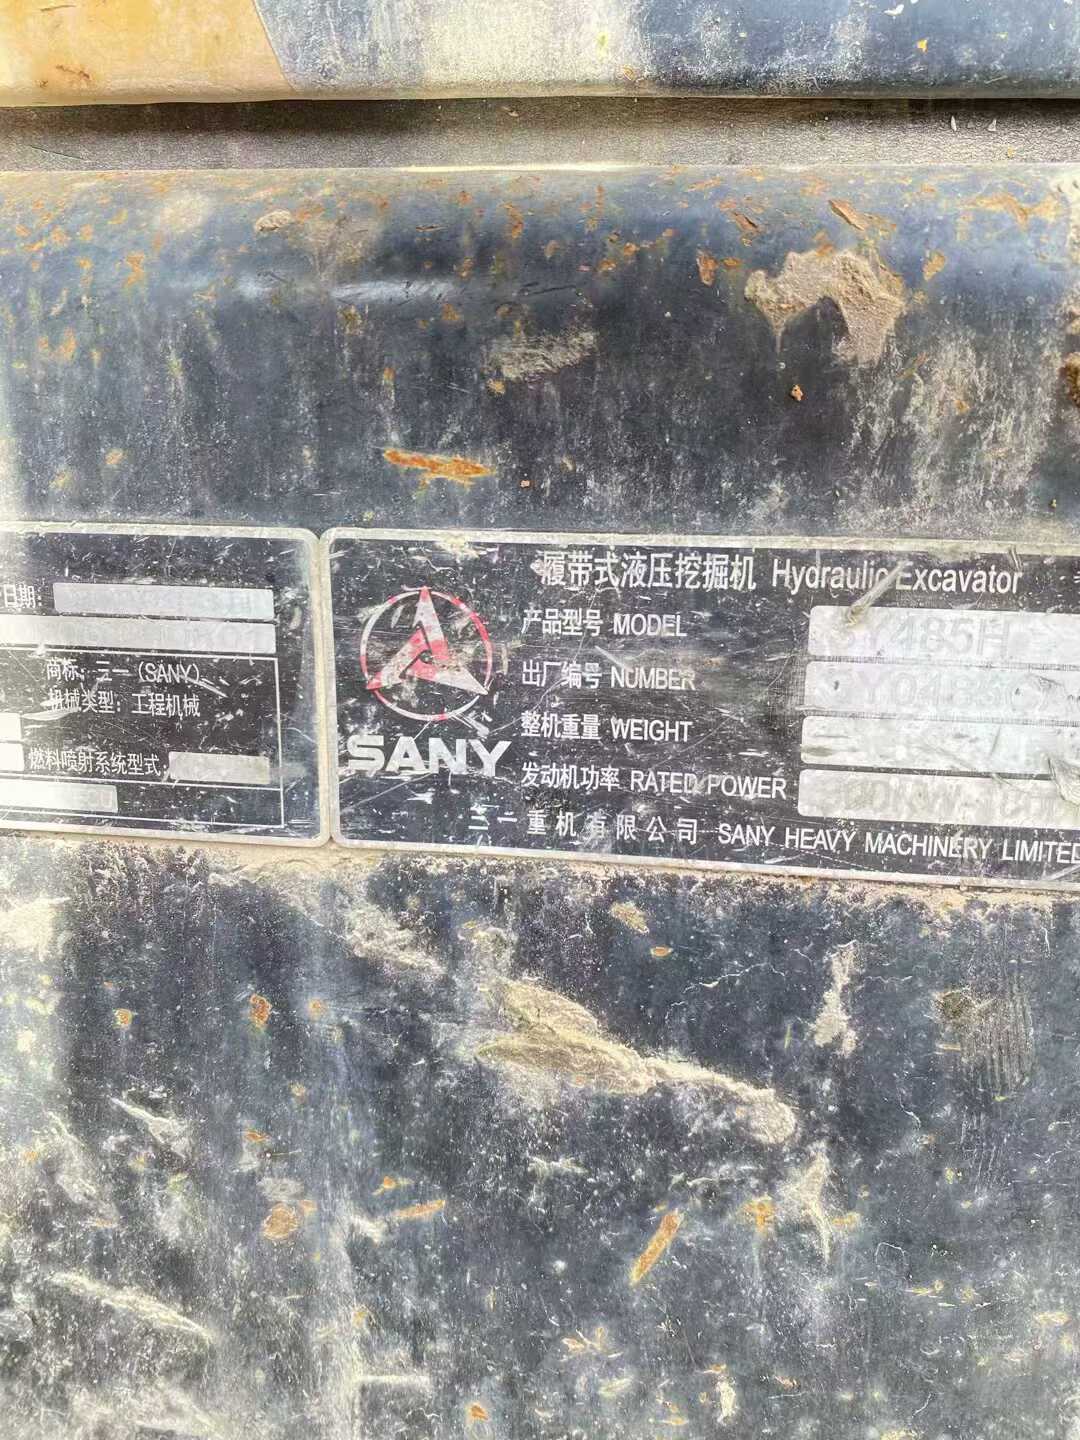 日期:
商标: 三一 (SANY)
机械类型: 工程机械
燃料喷射系统型式:
履带式液压挖掘机 Hydraulic Excavator
产品型号 MODEL 485H
出厂编号 NUMBER
整机重量 WEIGHT
发动机功率 RATED POWER
SANY
三一重机有限公司 SANY HEAVY MACHINERY LIMITED